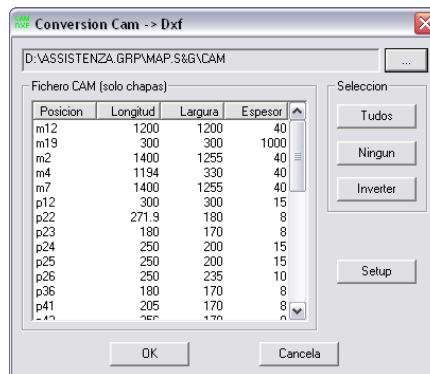 CAM
DXF
Conversion Cam -> Dxf
D:\ASSISTENZA.GRP\MAP.S&G\CAM
...
Fichero CAM (solo chapas)
Posicion Longitud Largura Espesor
m12 1200 1200 40
m19 300 300 1000
m2 1400 1255 40
m4 1194 330 40
m7 1400 1255 40
p12 300 300 15
p22 271.9 180 8
p23 180 170 8
p24 250 200 15
p25 250 200 15
p26 250 235 10
p36 180 170 8
p41 205 170 8
Seleccion
Tudos
Ningun
Inverter
Setup
OK
Cancela